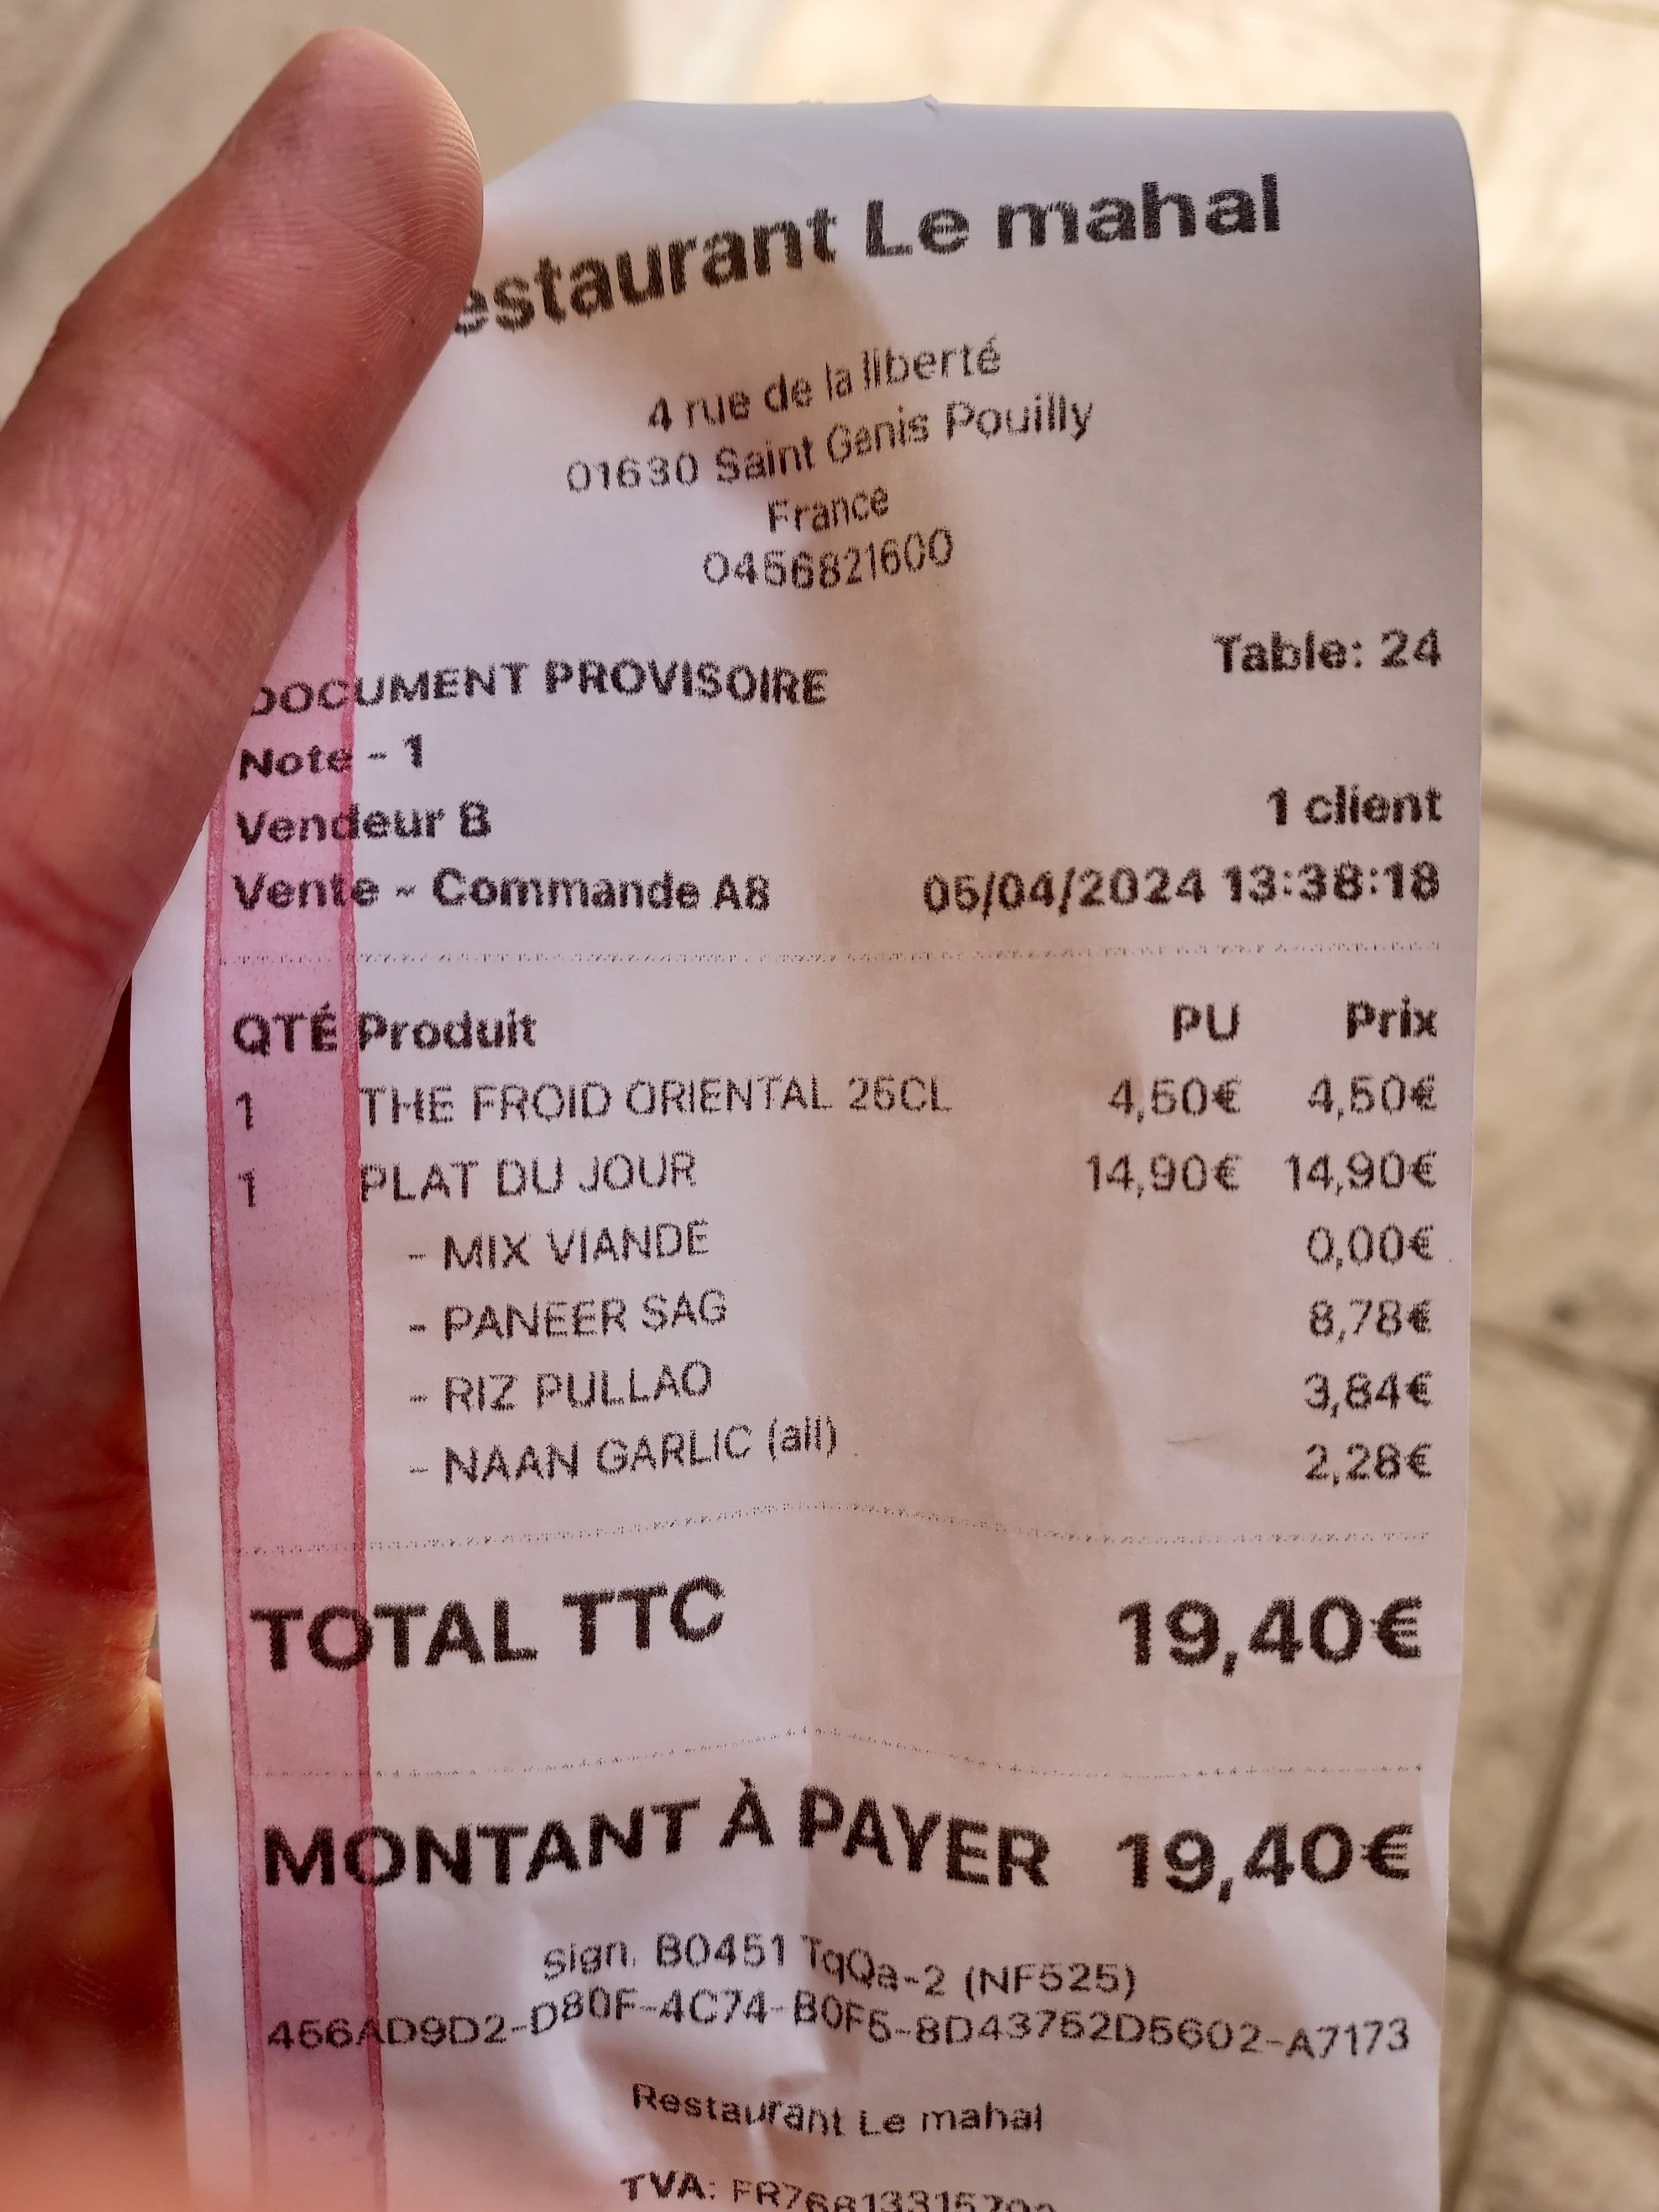 estaurant Le mahal
4 rue de la liberté
01630 Saint Genis Pouilly
France
0456821600
Table: 24
DOCUMENT PROVISOIRE
Note - 1
Vendeur B 1 client
Vente - Commande A8 05/04/2024 13:38:18
QTÉ Produit PU Prix
1 THE FROID ORIENTAL 25CL 4,50€ 4,50€
1 PLAT DU JOUR 14,90€ 14,90€
- MIX VIANDE 0,00€
- PANEER SAG 8,78€
- RIZ PULLAO 3,84€
- NAAN GARLIC (ail) 2,28€
TOTAL TTC 19,40€
MONTANT À PAYER 19,40€
Sign. B0451 TqQa-2 (NF525)
456AD9D2-D80F-4C74-B0F5-8D43752D5602-A7173
Restaurant Le mahal
TVA: